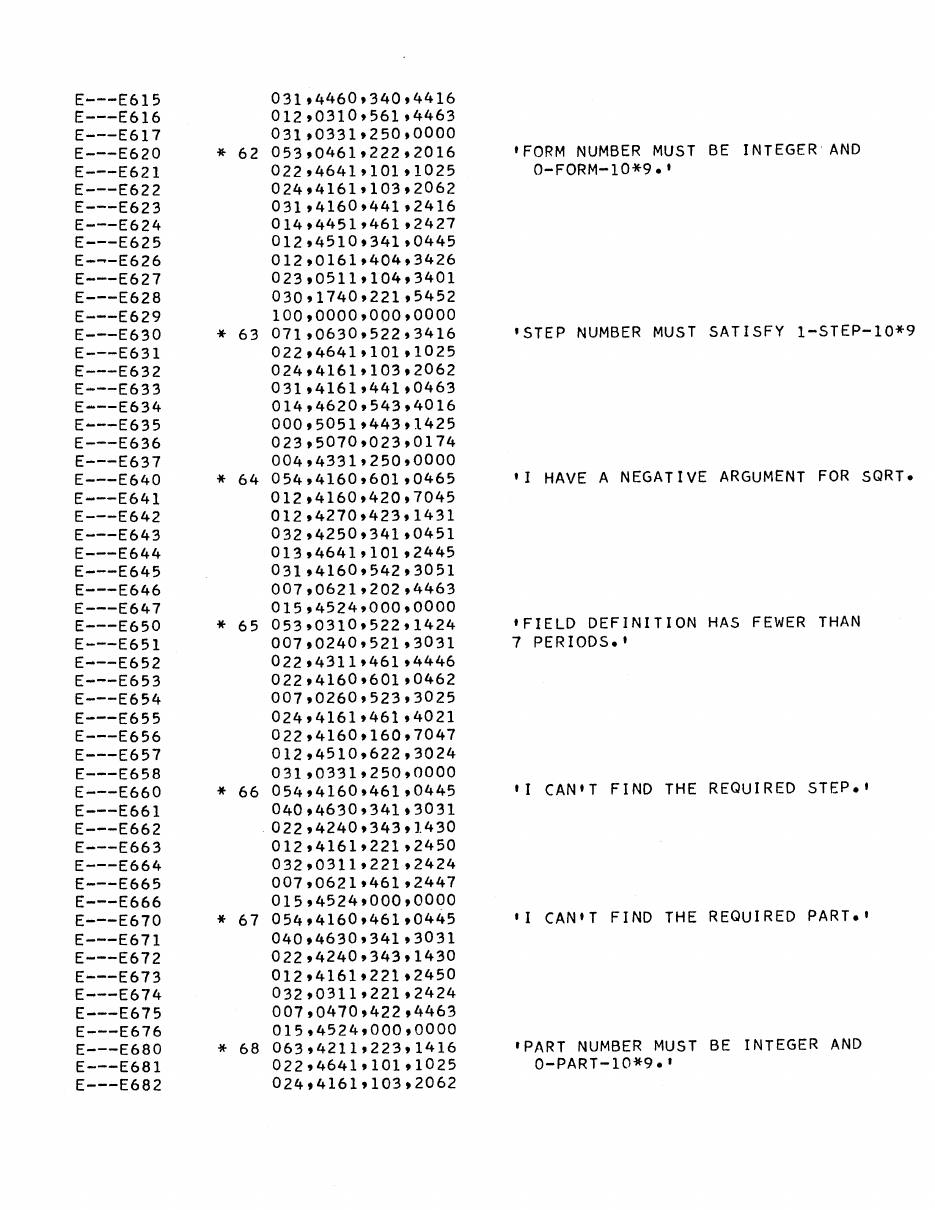 E---E615 031,4460,340,4416
E---E616 012,0310,561,4463
E---E617 031,0331,250,0000
E---E620 * 62 053,0461,222,2016 'FORM NUMBER MUST BE INTEGER AND
E---E621 022,4641,101,1025 0-FORM-10*9.'
E---E622 024,4161,103,2062
E---E623 031,4160,441,2416
E---E624 014,4451,461,2427
E---E625 012,4510,341,0445
E---E626 012,0161,404,3426
E---E627 023,0511,104,3401
E---E628 030,1740,221,5452
E---E629 100,0000,000,0000
E---E630 * 63 071,0630,522,3416 'STEP NUMBER MUST SATISFY 1-STEP-10*9
E---E631 022,4641,101,1025
E---E632 024,4161,103,2062
E---E633 031,4161,441,0463
E---E634 014,4620,543,4016
E---E635 000,5051,443,1425
E---E636 023,5070,023,0174
E---E637 004,4331,250,0000
E---E640 * 64 054,4160,601,0465 'I HAVE A NEGATIVE ARGUMENT FOR SQRT.
E---E641 012,4160,420,7045
E---E642 012,4270,423,1431
E---E643 032,4250,341,0451
E---E644 013,4641,101,2445
E---E645 031,4160,542,3051
E---E646 007,0621,202,4463
E---E647 015,4524,000,0000
E---E650 * 65 053,0310,522,1424 'FIELD DEFINITION HAS FEWER THAN
E---E651 007,0240,521,3031 7 PERIODS.'
E---E652 022,4311,461,4446
E---E653 022,4160,601,0462
E---E654 007,0260,523,3025
E---E655 024,4161,461,4021
E---E656 022,4160,160,7047
E---E657 012,4510,622,3024
E---E658 031,0331,250,0000
E---E660 * 66 054,4160,461,0445 'I CAN'T FIND THE REQUIRED STEP.'
E---E661 040,4630,341,3031
E---E662 022,4240,343,1430
E---E663 012,4161,221,2450
E---E664 032,0311,221,2424
E---E665 007,0621,461,2447
E---E666 015,4524,000,0000
E---E670 * 67 054,4160,461,0445 'I CAN'T FIND THE REQUIRED PART.'
E---E671 040,4630,341,3031
E---E672 022,4240,343,1430
E---E673 012,4161,221,2450
E---E674 032,0311,221,2424
E---E675 007,0470,422,4463
E---E676 015,4524,000,0000
E---E680 * 68 063,4211,223,1416 'PART NUMBER MUST BE INTEGER AND
E---E681 022,4641,101,1025 0-PART-10*9.'
E---E682 024,4161,103,2062